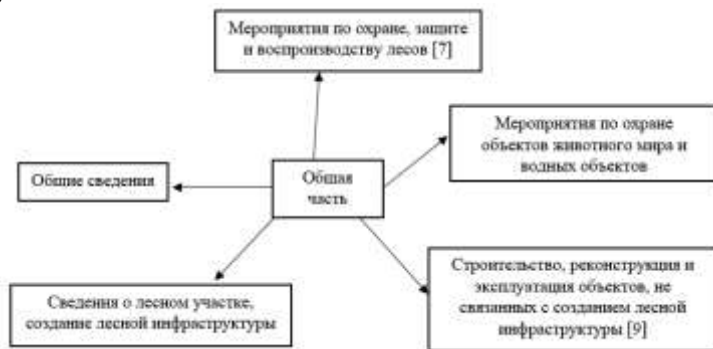 Мероприятия по охране, защите
и воспроизводству лесов [7]
Мероприятия по охране
объектов животного мира и
водных объектов
Общие сведения
Общая
часть
Сведения о лесном участке,
создание лесной инфраструктуры
Строительство, реконструкция и
эксплуатация объектов, не
связанных с созданием лесной
инфраструктуры [9]